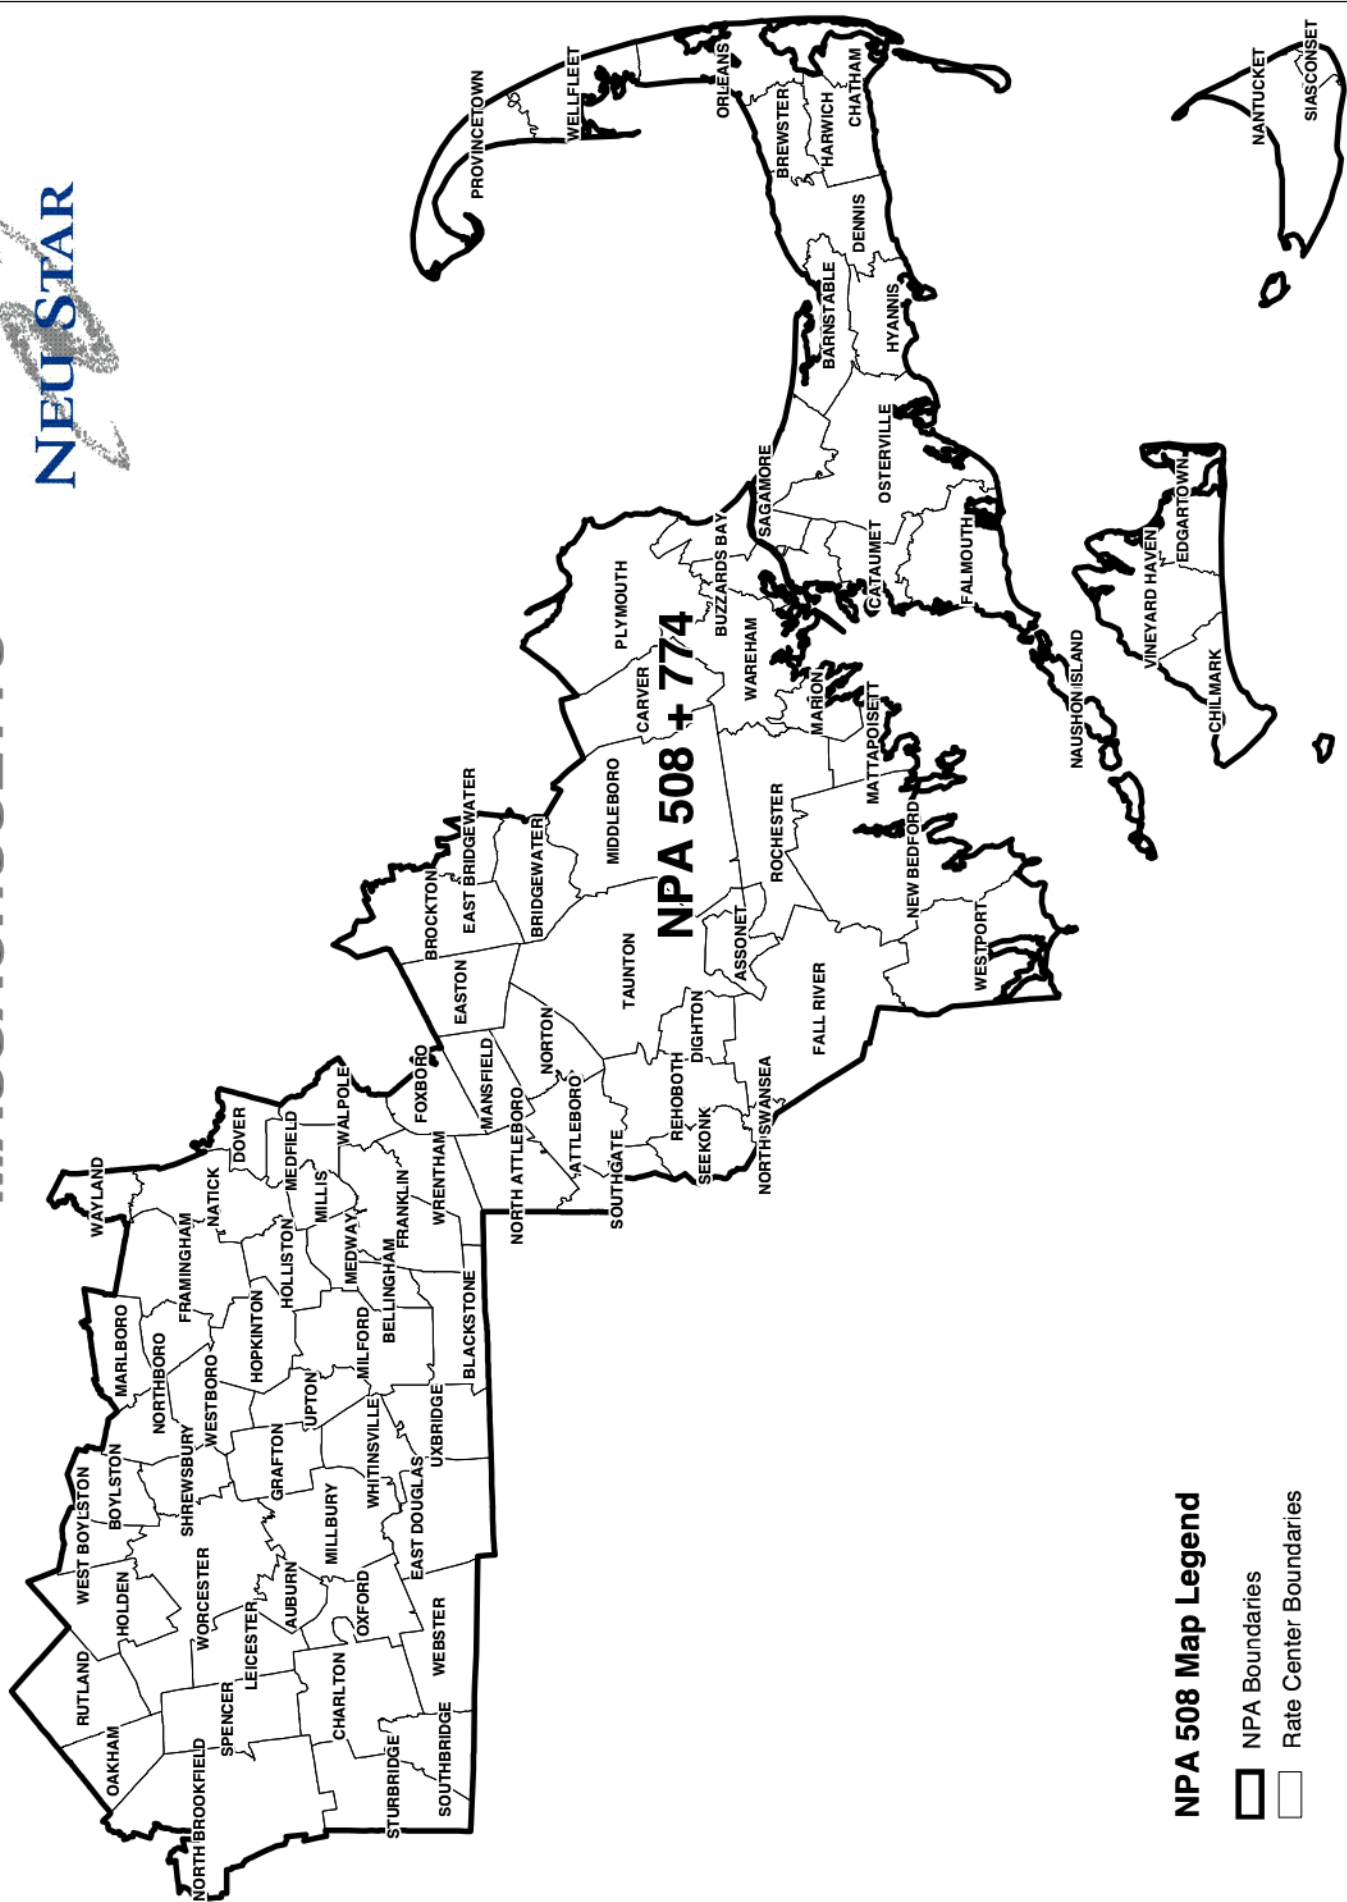 NEUSTAR
PROVINCETOWN
WELLFLEET
ORLEANS
BREWSTER
HARWICH
CHATHAM
DENNIS
BARNSTABLE
HYANNIS
NANTUCKET
SIASCONSET
SAGAMORE
OSTERVILLE
CATAUMET
FALMOUTH
BUZZARDS BAY
PLYMOUTH
WAREHAM
CARVER
MARION
MATTAPOISETT
NAUSHON ISLAND
VINEYARD HAVEN
EDGARTOWN
CHILMARK
NPA 508 + 774
MIDDLEBORO
ROCHESTER
NEW BEDFORD
WESTPORT
EAST BRIDGEWATER
BRIDGEWATER
BROCKTON
EASTON
TAUNTON
ASSONET
FALL RIVER
DIGHTON
NORTON
MANSFIELD
FOXBORO
REHOBOTH
SEEKONK
NORTH SWANSEA
ATTLEBORO
NORTH ATTLEBORO
SOUTHGATE
WALPOLE
MEDFIELD
DOVER
WAYLAND
NATICK
MILLIS
FRANKLIN
WRENTHAM
FRAMINGHAM
HOLLISTON
MEDWAY
BELLINGHAM
BLACKSTONE
MARLBORO
NORTHBORO
WESTBORO
HOPKINTON
MILFORD
UPTON
UXBRIDGE
WHITINSVILLE
GRAFTON
SHREWSBURY
BOYLSTON
WEST BOYLSTON
MILLBURY
EAST DOUGLAS
HOLDEN
WORCESTER
AUBURN
OXFORD
LEICESTER
WEBSTER
RUTLAND
OAKHAM
SPENCER
CHARLTON
NORTH BROOKFIELD
STURBRIDGE
SOUTHBRIDGE
NPA 508 Map Legend
NPA Boundaries
Rate Center Boundaries